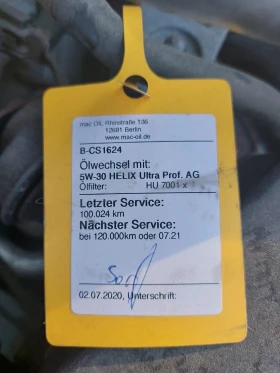 mac OIL Rhinstraße 136
12681 Berlin
www.mac-oil.de
B-CS1624
Ölwechsel mit:
5W-30 HELIX Ultra Prof. AG
Ölfilter: HU 7001 x
Letzter Service:
100.024 km
Nächster Service:
bei 120.000km oder 07.21
02.07.2020, Unterschrift: